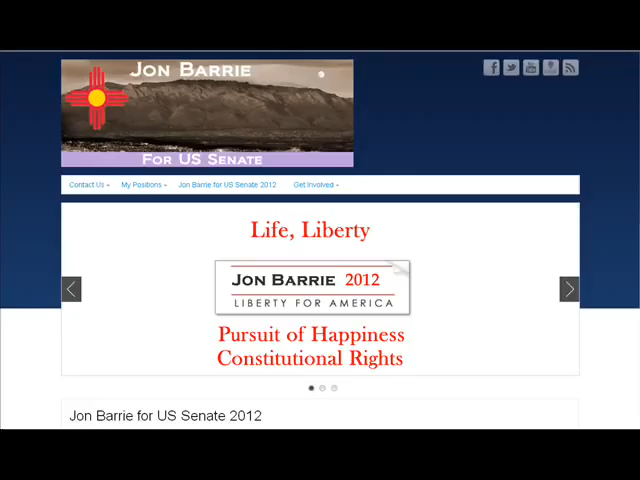 Jon Barrie
For US Senate
Contact Us
My Positions
Jon Barrie for US Senate 2012
Get Involved
Life, Liberty
Jon Barrie 2012
LIBERTY FOR AMERICA
Pursuit of Happiness
Constitutional Rights
Jon Barrie for US Senate 2012